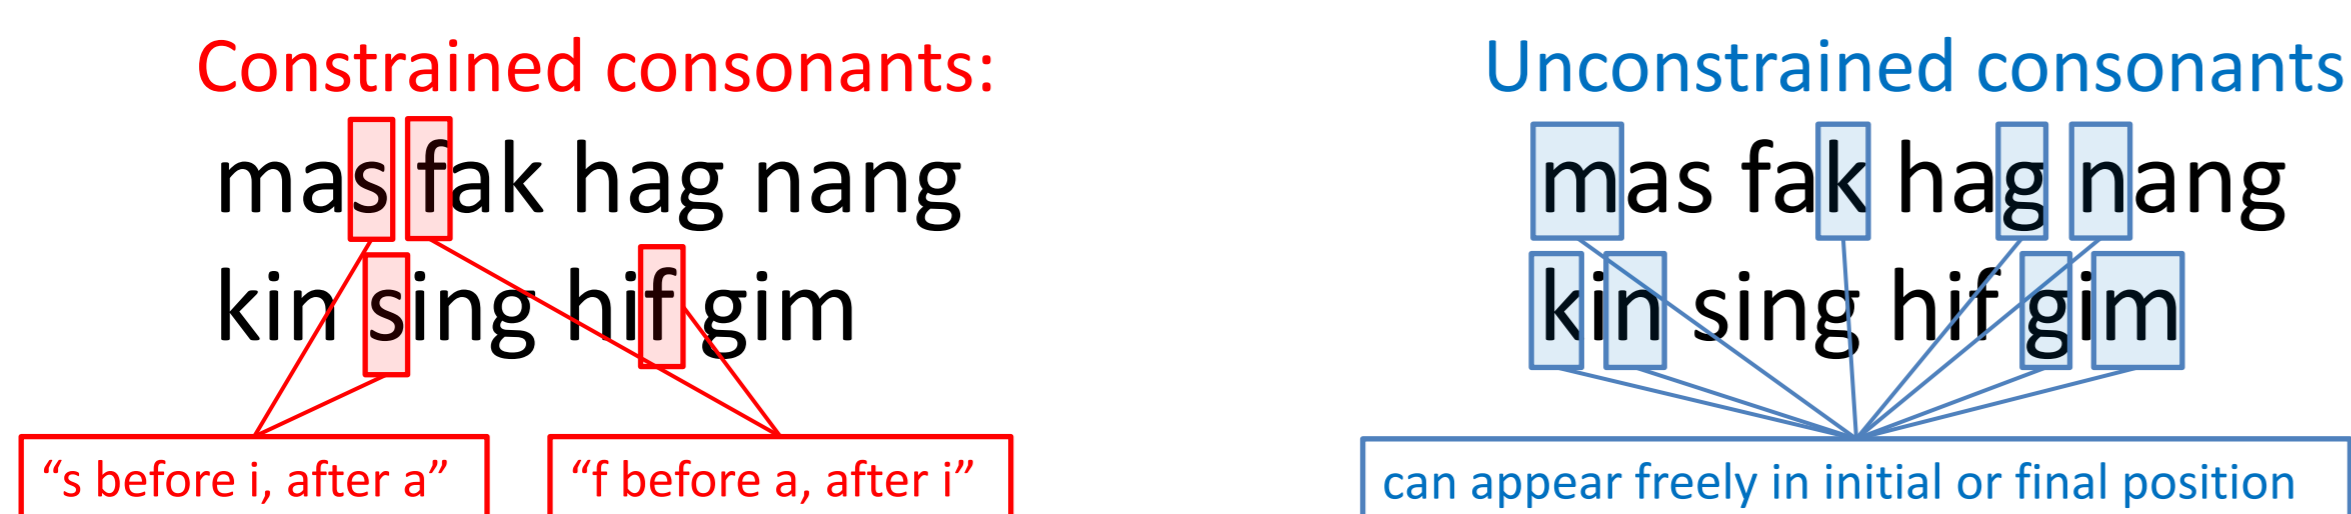 Constrained consonants:
mas fak hag nang
kin sing hif gim
“s before i, after a”
“f before a, after i”
Unconstrained consonants
mas fak hag nang
kin sing hif gim
can appear freely in initial or final position